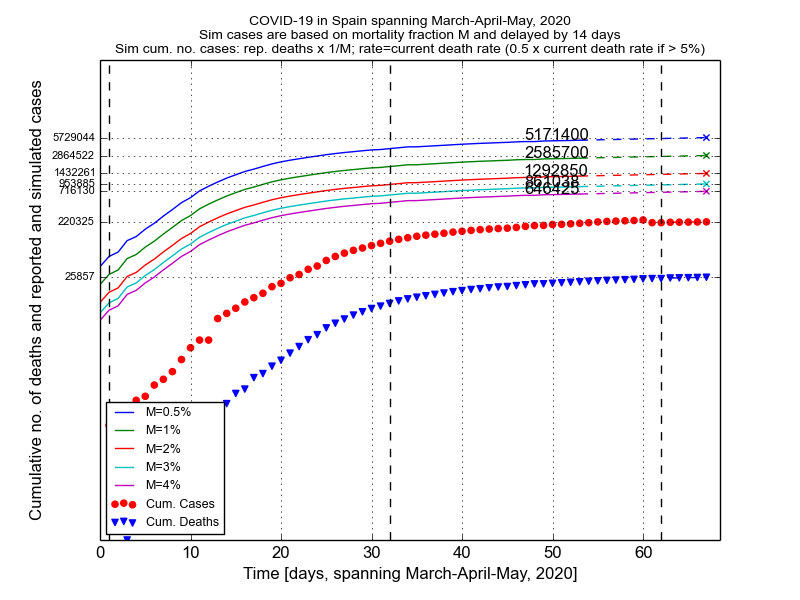 COVID-19 in Spain spanning March-April-May, 2020
Sim cases are based on mortality fraction M and delayed by 14 days
Sim cum. no. cases: rep. deaths x 1/M; rate=current death rate (0.5 x current death rate if > 5%)
Cumulative no. of deaths and reported and simulated cases
5729044
2864522
1432261
953885
716130
220325
25857
5171400
2585700
1292850
646425
M=0.5%
M=1%
M=2%
M=3%
M=4%
Cum. Cases
Cum. Deaths
0 10 20 30 40 50 60
Time [days, spanning March-April-May, 2020]